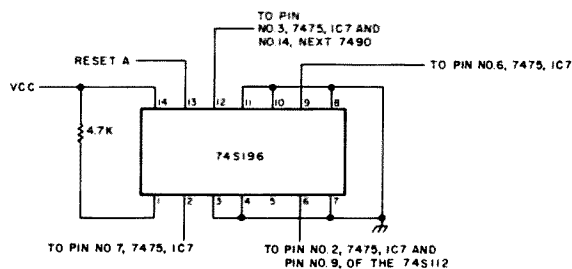 TO PIN
NO.3, 7475, IC7 AND
NO.14, NEXT 7490
RESET A
TO PIN NO.6, 7475, IC7
VCC
14 13 12 11 10 9 8
4.7K
74S196
1 2 3 4 5 6 7
TO PIN NO 7, 7475, IC7
TO PIN NO.2, 7475, IC7 AND
PIN NO.9, OF THE 74S112